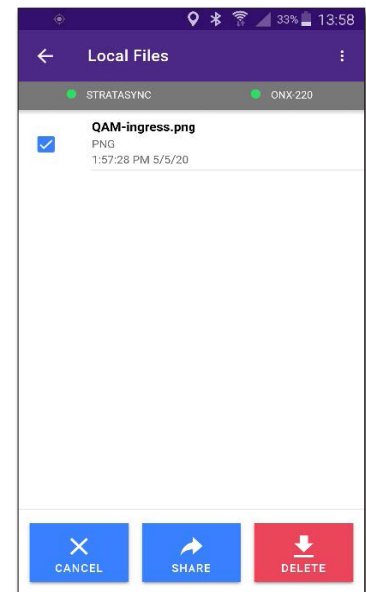 33% 13:58
Local Files
STRATASYNC ONX-220
QAM-ingress.png
PNG
1:57:28 PM 5/5/20
CANCEL SHARE DELETE